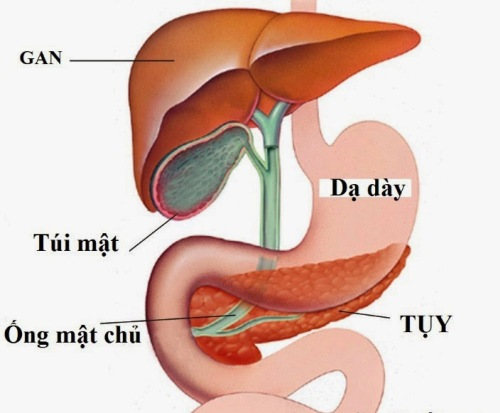 GAN
Dạ dày
Túi mật
Ống mật chủ
TỤY